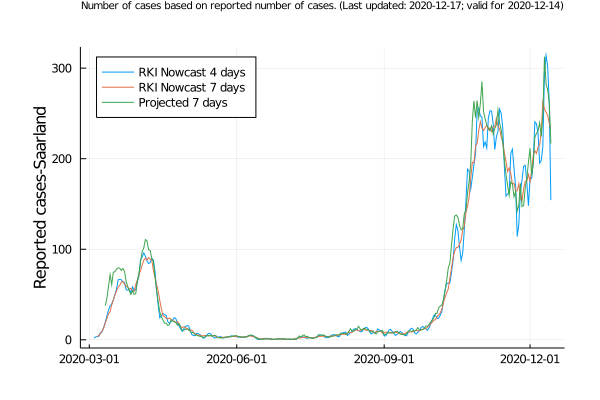 Number of cases based on reported number of cases. (Last updated: 2020-12-17; valid for 2020-12-14)
RKI Nowcast 4 days
RKI Nowcast 7 days
Projected 7 days
Reported cases-Saarland
300
200
100
0
2020-03-01 2020-06-01 2020-09-01 2020-12-01